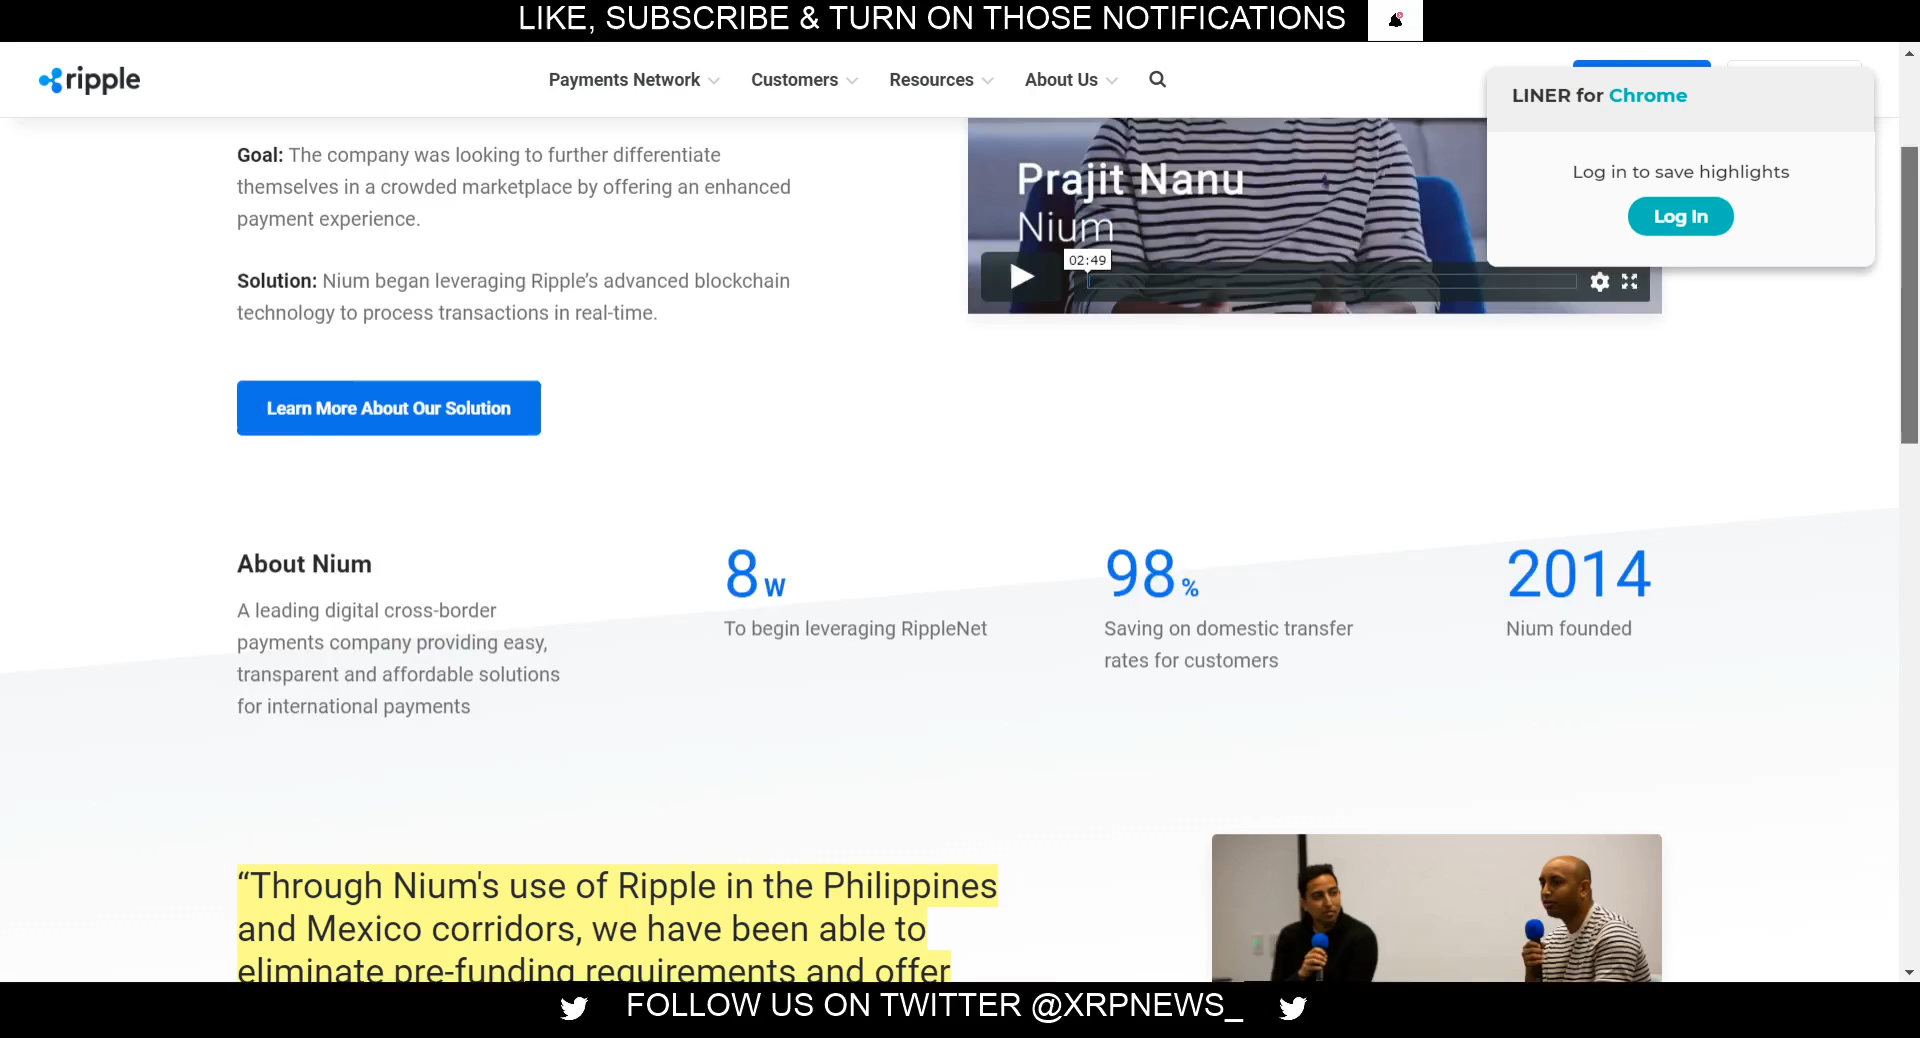 LIKE, SUBSCRIBE & TURN ON THOSE NOTIFICATIONS
ripple
Payments Network
Customers
Resources
About Us
LINER for Chrome
Log in to save highlights
Log In
Goal: The company was looking to further differentiate
themselves in a crowded marketplace by offering an enhanced
payment experience.
Solution: Nium began leveraging Ripple’s advanced blockchain
technology to process transactions in real-time.
Learn More About Our Solution
Prajit Nanu
Nium
02:49
About Nium
A leading digital cross-border
payments company providing easy,
transparent and affordable solutions
for international payments
8 W
To begin leveraging RippleNet
98 %
Saving on domestic transfer
rates for customers
2014
Nium founded
“Through Nium's use of Ripple in the Philippines
and Mexico corridors, we have been able to
eliminate pre-funding requirements and offer
FOLLOW US ON TWITTER @XRPNEWS_